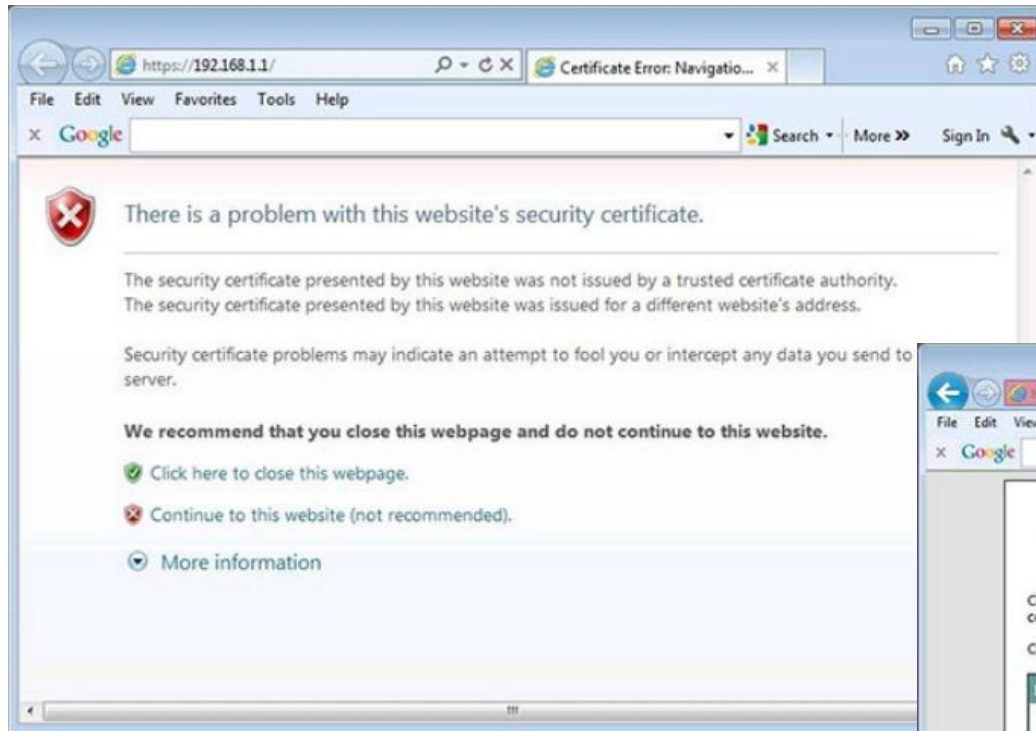 https://192.168.1.1/
Certificate Error: Navigatio...
File Edit View Favorites Tools Help
x Google Search More >> Sign In
There is a problem with this website's security certificate.
The security certificate presented by this website was not issued by a trusted certificate authority.
The security certificate presented by this website was issued for a different website's address.
Security certificate problems may indicate an attempt to fool you or intercept any data you send to
server.
We recommend that you close this webpage and do not continue to this website.
Click here to close this webpage.
Continue to this website (not recommended).
More information
File Edit
x Google